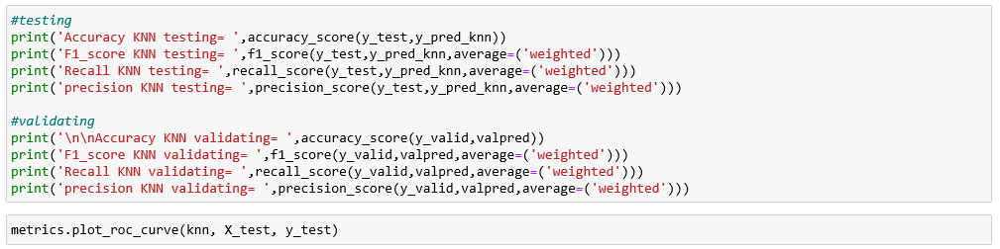 #testing
print('Accuracy KNN testing= ',accuracy_score(y_test,y_pred_knn))
print('F1_score KNN testing= ',f1_score(y_test,y_pred_knn,average=('weighted')))
print('Recall KNN testing= ',recall_score(y_test,y_pred_knn,average=('weighted')))
print('precision KNN testing= ',precision_score(y_test,y_pred_knn,average=('weighted')))
#validating
print('\n\nAccuracy KNN validating= ',accuracy_score(y_valid,valpred))
print('F1_score KNN validating= ',f1_score(y_valid,valpred,average=('weighted')))
print('Recall KNN validating= ',recall_score(y_valid,valpred,average=('weighted')))
print('precision KNN validating= ',precision_score(y_valid,valpred,average=('weighted')))
metrics.plot_roc_curve(knn, X_test, y_test)